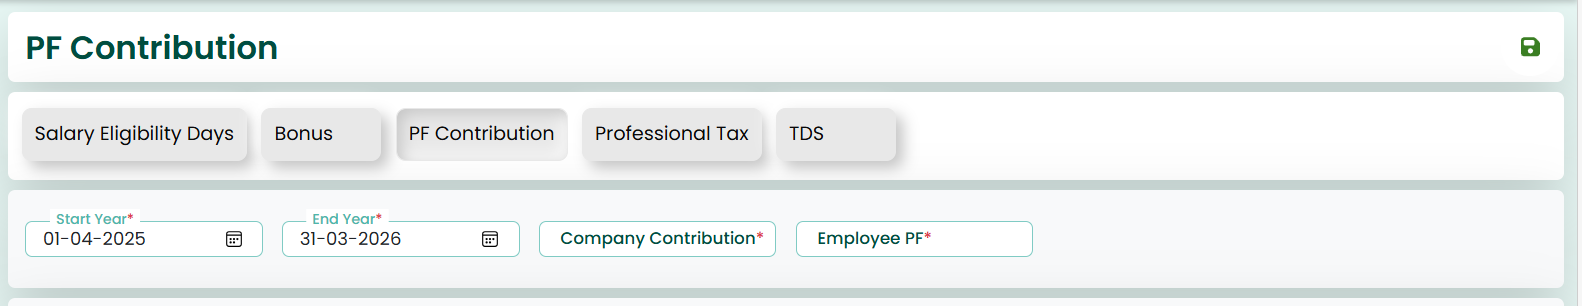 PF Contribution
Salary Eligibility Days Bonus PF Contribution Professional Tax TDS
Start Year* End Year*
01-04-2025 31-03-2026 Company Contribution* Employee PF*